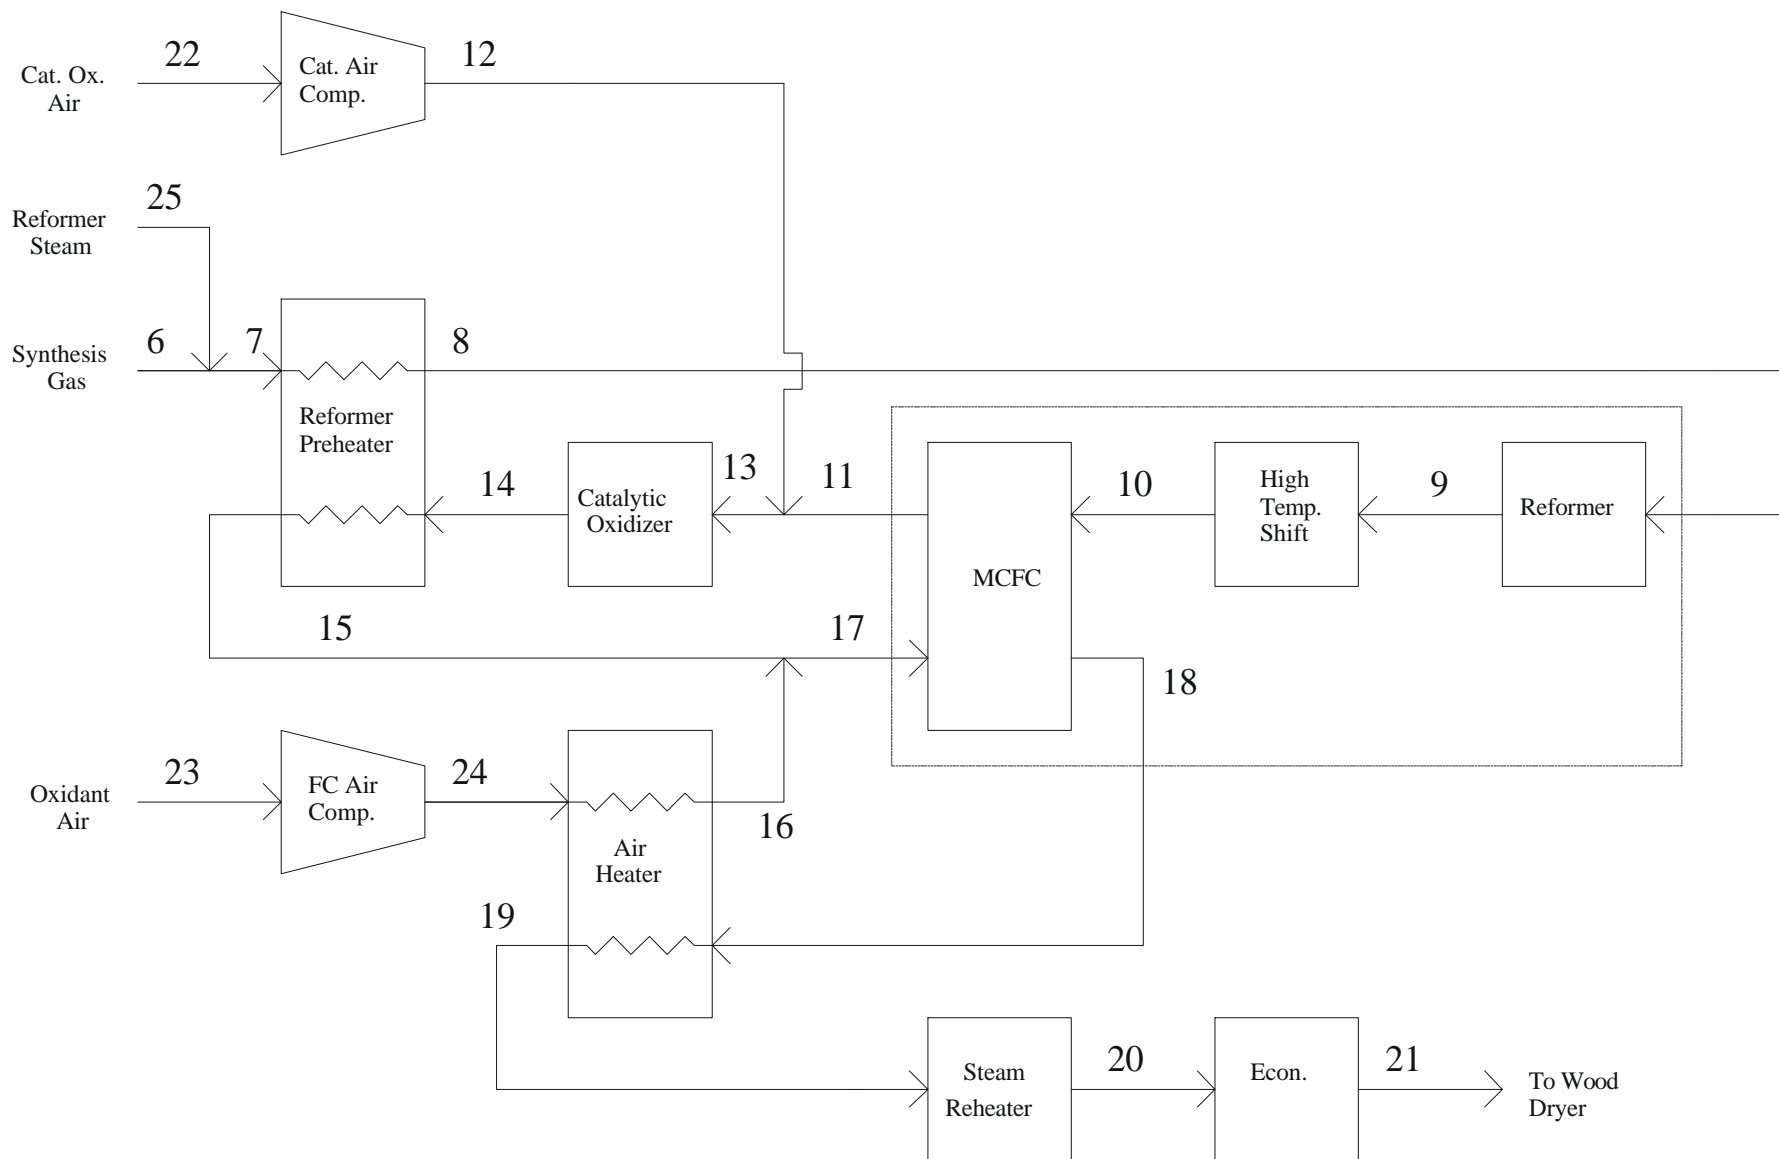 22
12
Cat. Ox.
Air
Cat. Air
Comp.
25
Reformer
Steam
6
7
8
Synthesis
Gas
Reformer
Preheater
14
Catalytic
Oxidizer
13
11
10
High
Temp.
Shift
9
Reformer
MCFC
15
17
18
23
24
Oxidant
Air
FC Air
Comp.
16
Air
Heater
19
Steam
Reheater
20
Econ.
21
To Wood
Dryer